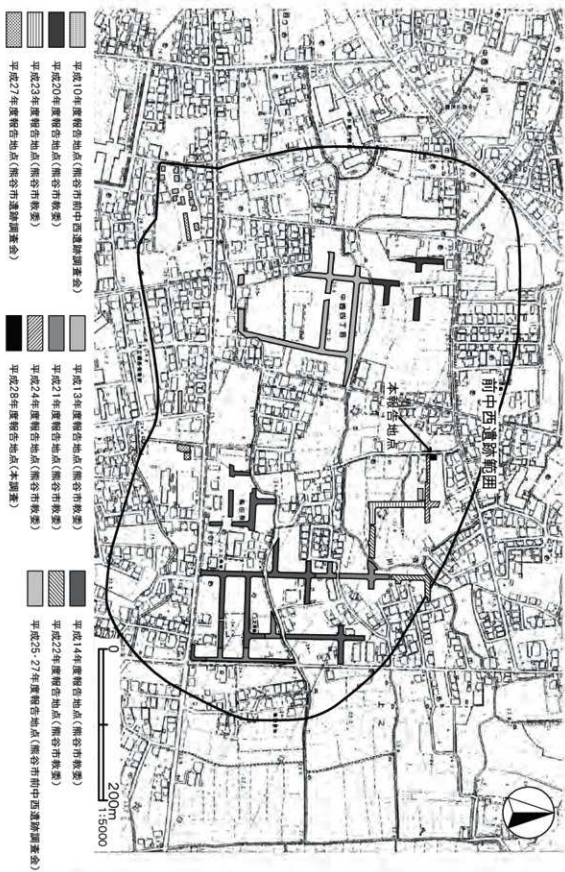 前中西遺跡範囲
本報告地点
中西四丁目
上之
0
200m
1:5000
平成10年度報告地点(熊谷市前中西遺跡調査会)
平成13年度報告地点(熊谷市教委)
平成14年度報告地点(熊谷市教委)
平成20年度報告地点(熊谷市教委)
平成21年度報告地点(熊谷市教委)
平成22年度報告地点(熊谷市教委)
平成23年度報告地点(熊谷市教委)
平成24年度報告地点(熊谷市教委)
平成25・27年度報告地点(熊谷市前中西遺跡調査会)
平成27年度報告地点(熊谷市遺跡調査会)
平成28年度報告地点(本調査)